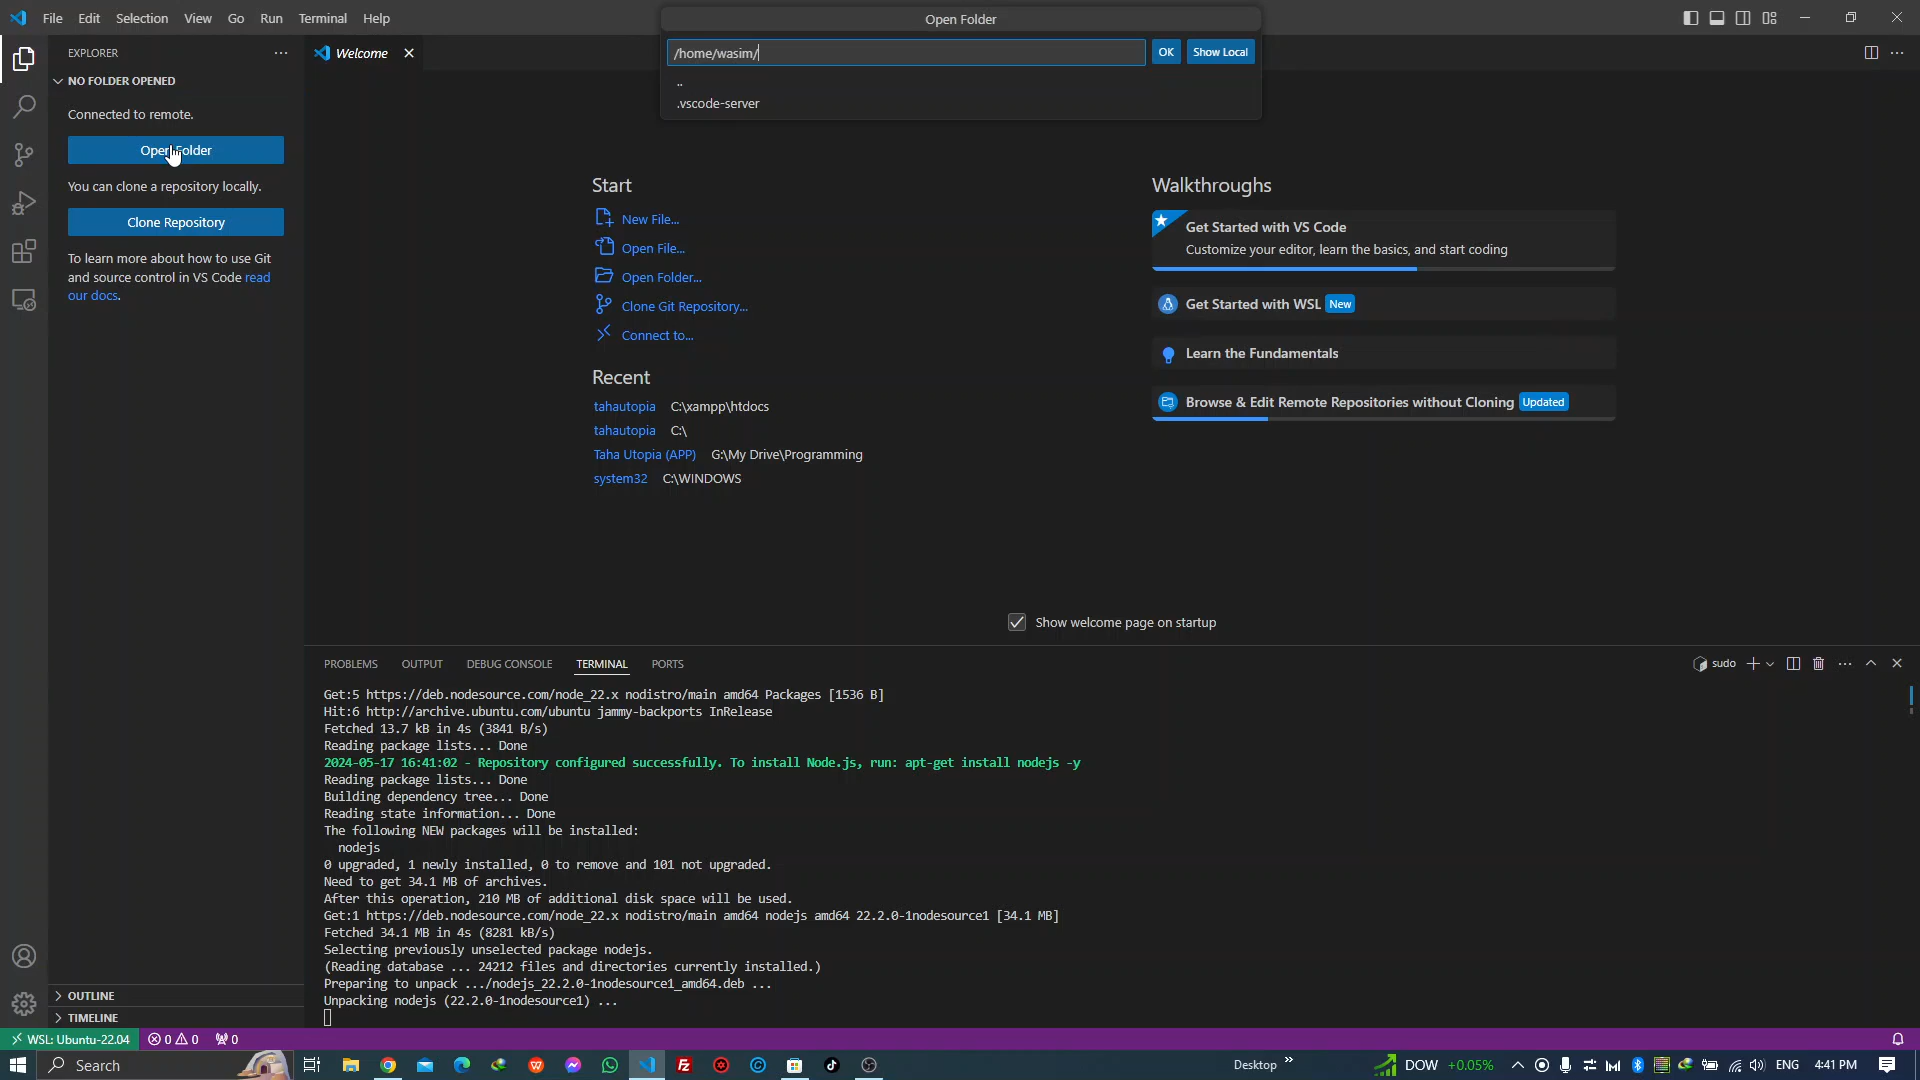 File Edit Selection View Go Run Terminal Help
Open Folder
/home/wasim/
OK
Show Local
..
.vscode-server
EXPLORER
NO FOLDER OPENED
Connected to remote.
Open Folder
You can clone a repository locally.
Clone Repository
To learn more about how to use Git
and source control in VS Code read
our docs.
OUTLINE
TIMELINE
Welcome
Start
New File...
Open File...
Open Folder...
Clone Git Repository...
Connect to...
Recent
tahautopia C:\xampp\htdocs
tahautopia C:\
Taha Utopia (APP) G:\My Drive\Programming
system32 C:\WINDOWS
Walkthroughs
Get Started with VS Code
Customize your editor, learn the basics, and start coding
Get Started with WSL New
Learn the Fundamentals
Browse & Edit Remote Repositories without Cloning Updated
Show welcome page on startup
PROBLEMS OUTPUT DEBUG CONSOLE TERMINAL PORTS
sudo
Get:5 https://deb.nodesource.com/node_22.x nodistro/main amd64 Packages [1536 B]
Hit:6 http://archive.ubuntu.com/ubuntu jammy-backports InRelease
Fetched 13.7 kB in 4s (3841 B/s)
Reading package lists... Done
2024-05-17 16:41:02 - Repository configured successfully. To install Node.js, run: apt-get install nodejs -y
Reading package lists... Done
Building dependency tree... Done
Reading state information... Done
The following NEW packages will be installed:
nodejs
0 upgraded, 1 newly installed, 0 to remove and 101 not upgraded.
Need to get 34.1 MB of archives.
After this operation, 210 MB of additional disk space will be used.
Get:1 https://deb.nodesource.com/node_22.x nodistro/main amd64 nodejs amd64 22.2.0-1nodesource1 [34.1 MB]
Fetched 34.1 MB in 4s (8281 kB/s)
Selecting previously unselected package nodejs.
(Reading database ... 24212 files and directories currently installed.)
Preparing to unpack .../nodejs_22.2.0-1nodesource1_amd64.deb ...
Unpacking nodejs (22.2.0-1nodesource1) ...
WSL: Ubuntu-22.04 0 0 0
Search
Desktop
DOW +0.05%
ENG
4:41 PM